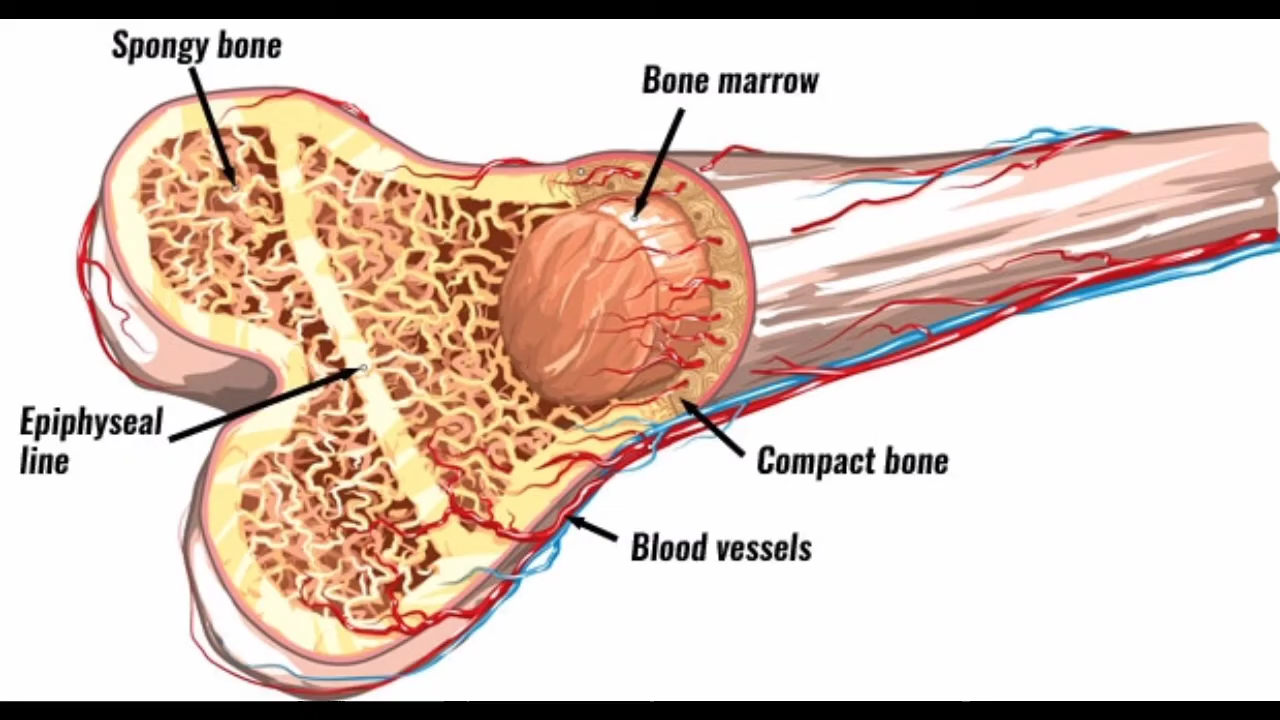 Spongy bone
Bone marrow
Epiphyseal
line
Compact bone
Blood vessels